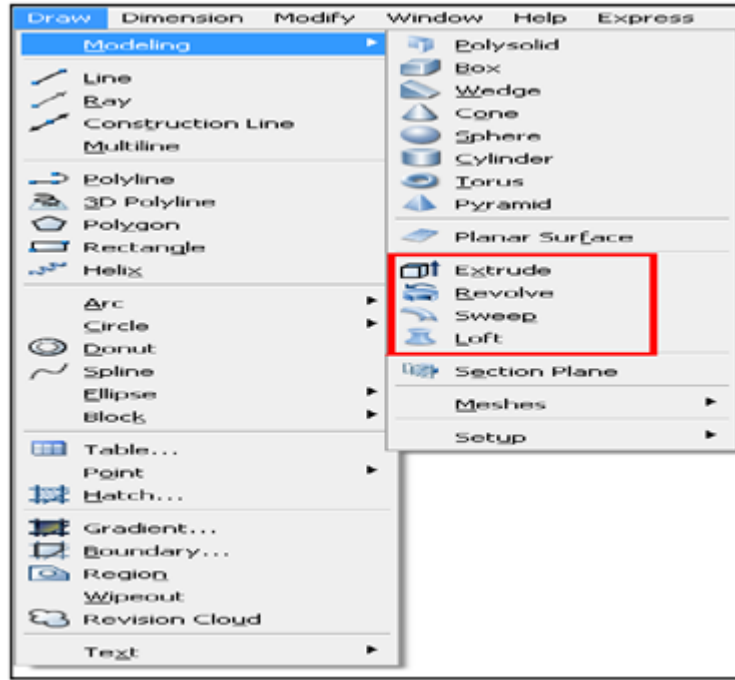 Draw Dimension Modify Window Help Express
Modeling
Line
Ray
Construction Line
Multiline
Polyline
3D Polyline
Polygon
Rectangle
Helix
Arc
Circle
Donut
Spline
Ellipse
Block
Table...
Point
Hatch...
Gradient...
Boundary...
Region
Wipeout
Revision Cloud
Text
Polysolid
Box
Wedge
Cone
Sphere
Cylinder
Torus
Pyramid
Planar Surface
Extrude
Revolve
Sweep
Loft
Section Plane
Meshes
Setup